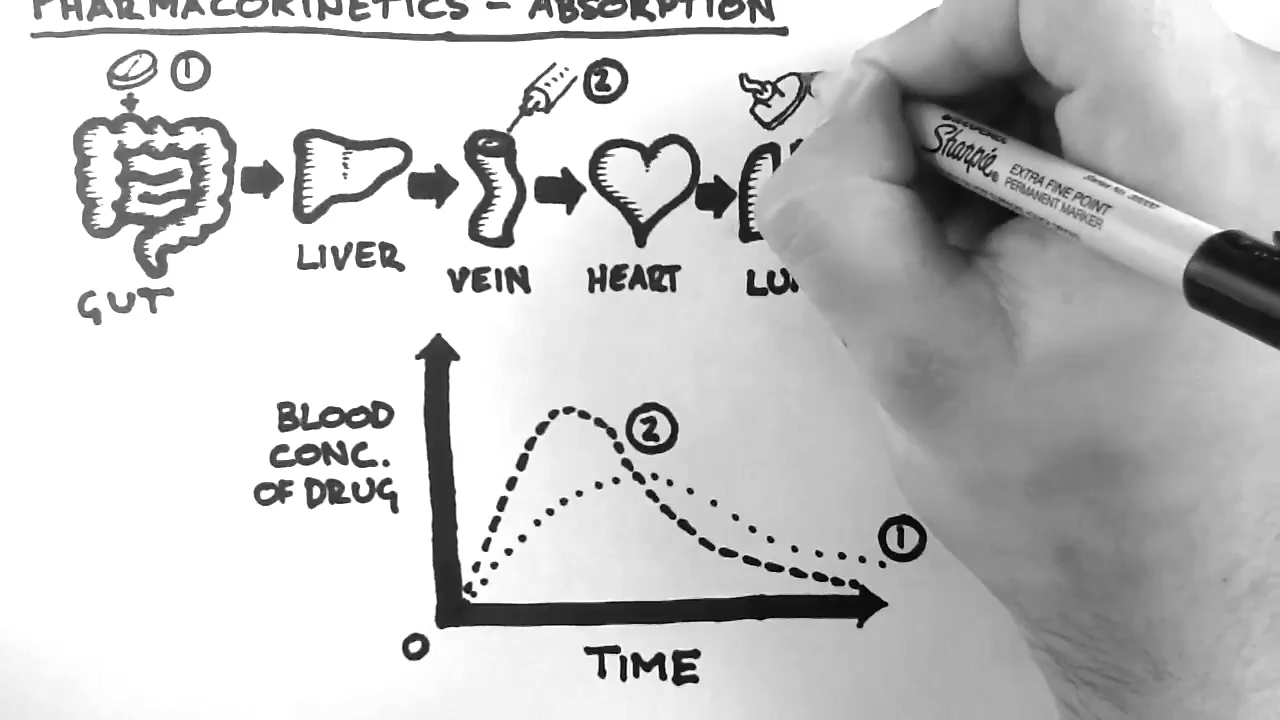 PHARMACOKINETICS - ABSORPTION
1
2
GUT
LIVER
VEIN
HEART
Sharpie®
EXTRA FINE POINT
PERMANENT MARKER
BLOOD
CONC.
OF DRUG
2
1
0
TIME